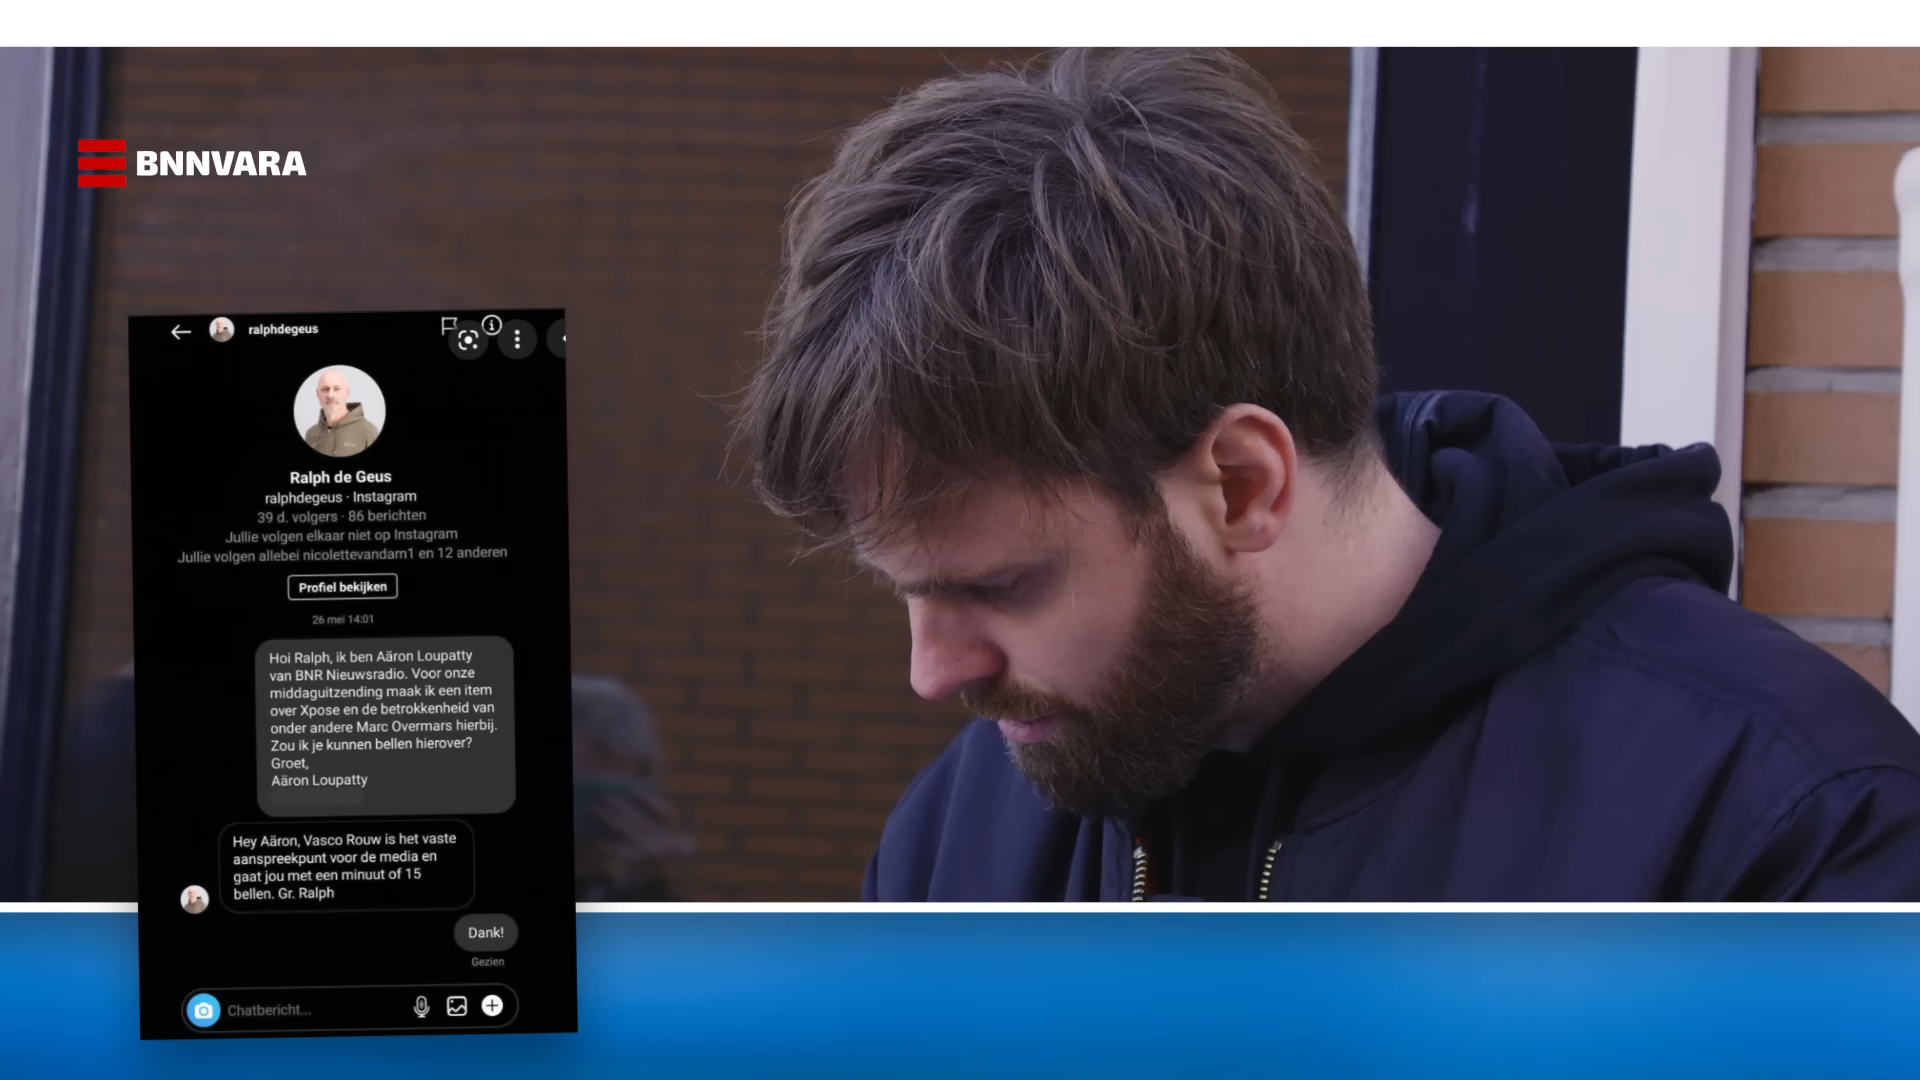 BNNVARA
ralphdegeus
Ralph de Geus
ralphdegeus · Instagram
39 d. volgers · 86 berichten
Jullie volgen elkaar niet op Instagram
Jullie volgen allebei nicolettevandam1 en 12 anderen
Profiel bekijken
26 mei 14:01
Hoi Ralph, ik ben Aäron Loupatty
van BNR Nieuwsradio. Voor onze
middaguitzending maak ik een item
over Xpose en de betrokkenheid van
onder andere Marc Overmars hierbij.
Zou ik je kunnen bellen hierover?
Groet,
Aäron Loupatty
Hey Aäron, Vasco Rouw is het vaste
aanspreekpunt voor de media en
gaat jou met een minuut of 15
bellen. Gr. Ralph
Dank!
Gezien
Chatbericht...